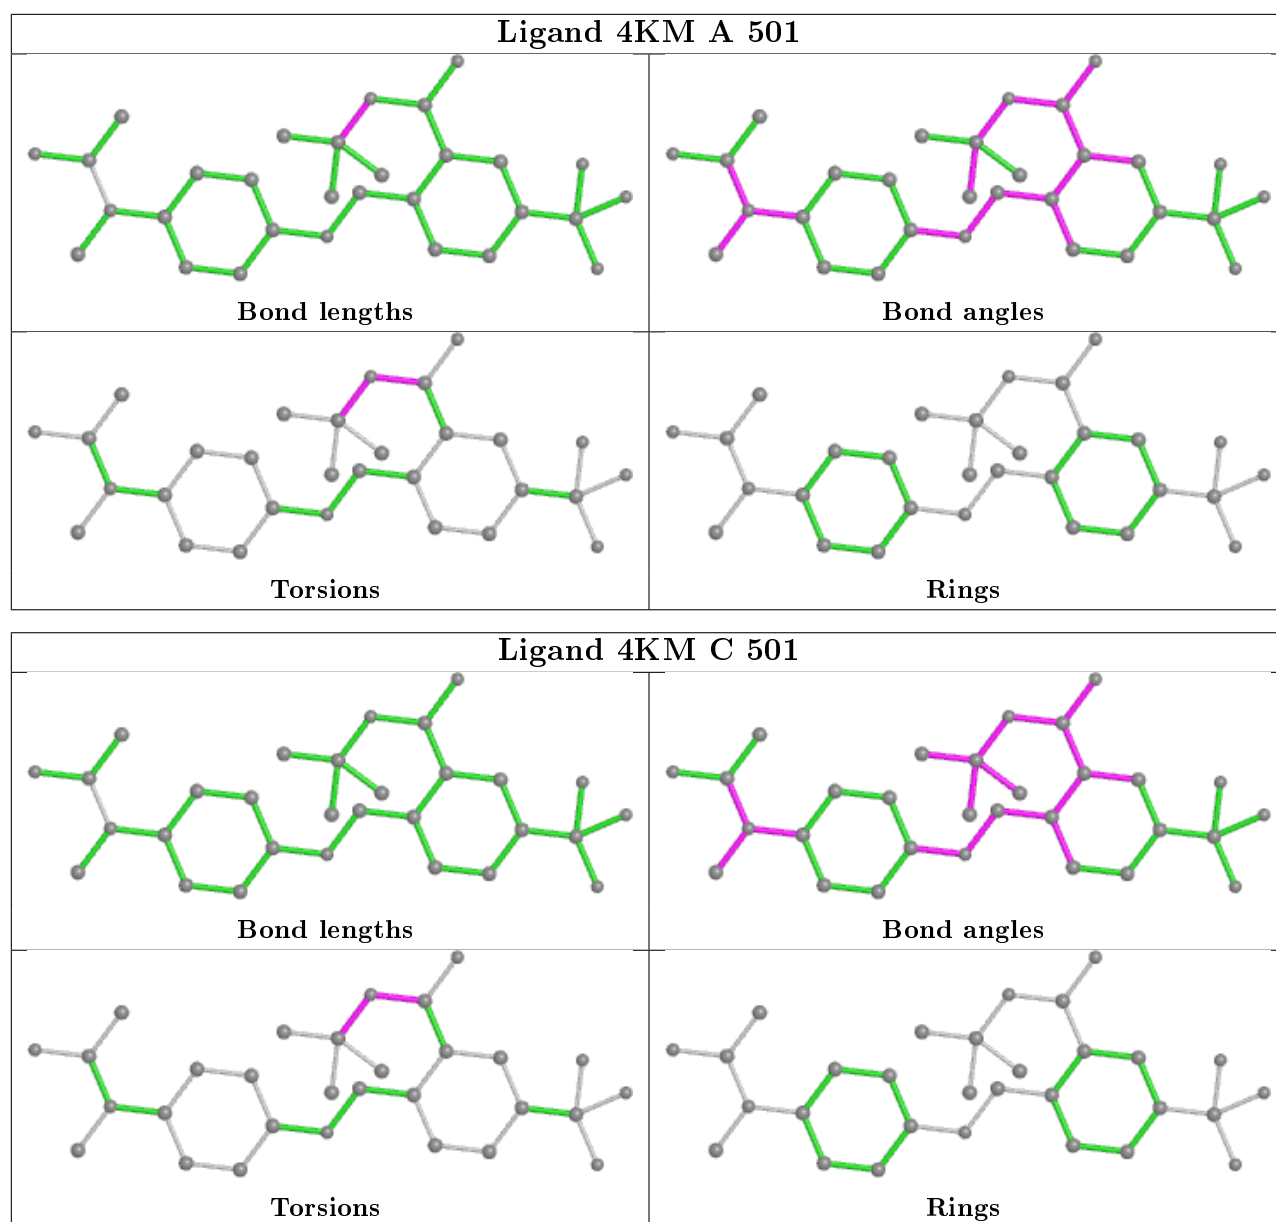 Ligand 4KM A 501
Bond lengths
Bond angles
Torsions
Rings
Ligand 4KM C 501
Bond lengths
Bond angles
Torsions
Rings